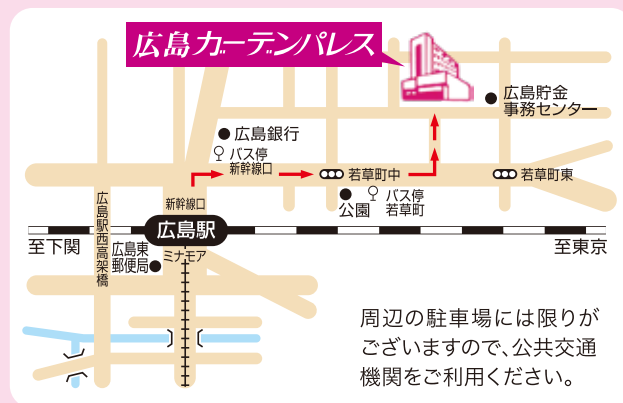 広島ガーデンパレス
広島貯金
事務センター
広島銀行
バス停
新幹線口
若草町中
若草町東
バス停
若草町
公園
新幹線口
広島駅西高架橋
広島駅
至下関
広島東
郵便局
ミナモア
至東京
周辺の駐車場には限りが
ございますので、公共交通
機関をご利用ください。